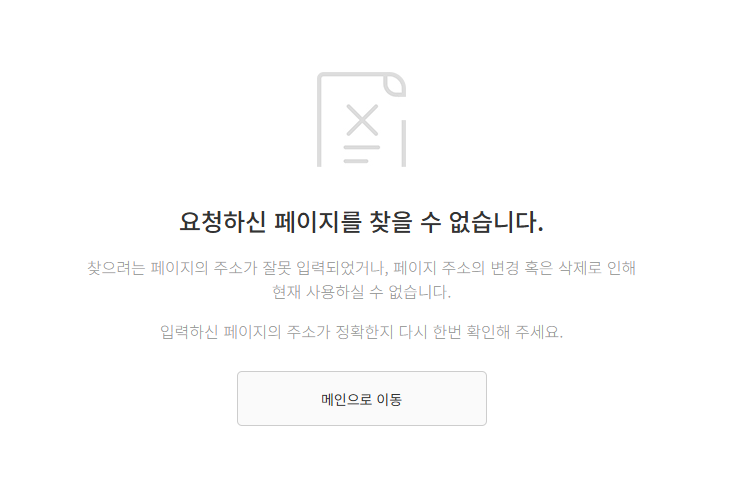 요청하신 페이지를 찾을 수 없습니다.
찾으려는 페이지의 주소가 잘못 입력되었거나, 페이지 주소의 변경 혹은 삭제로 인해
현재 사용하실 수 없습니다.
입력하신 페이지의 주소가 정확한지 다시 한번 확인해 주세요.
메인으로 이동